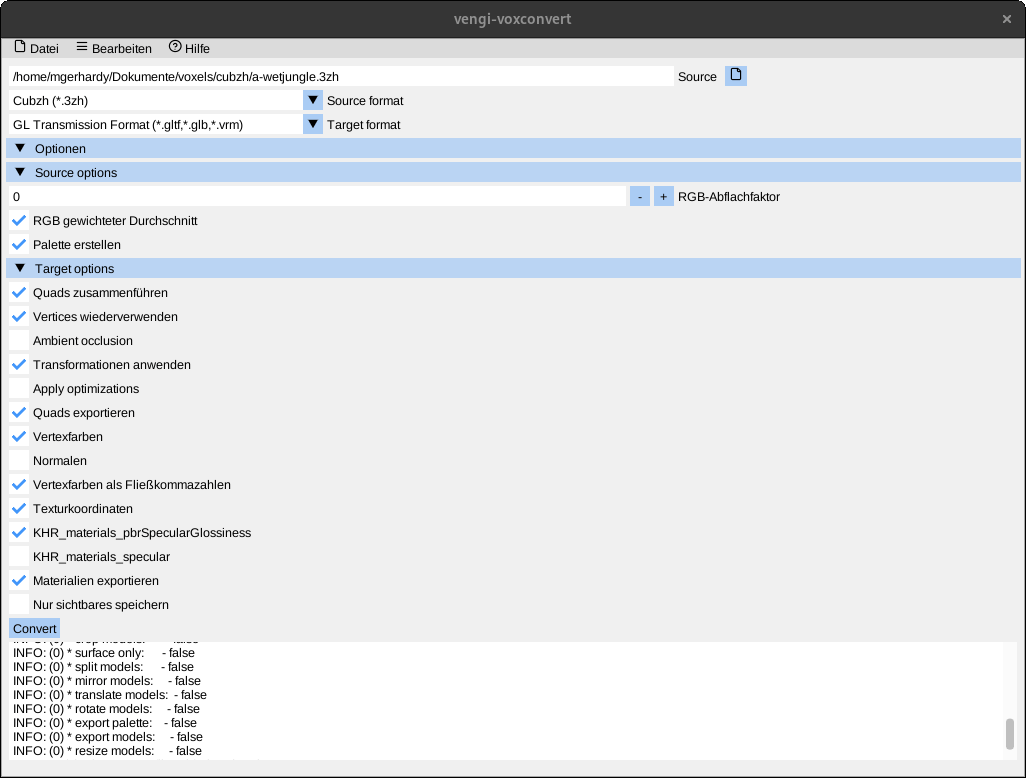 vengi-voxconvert
Datei Bearbeiten Hilfe
/home/mgerhardy/Dokumente/voxels/cubzh/a-wetjungle.3zh Source
Cubzh (*.3zh) Source format
GL Transmission Format (*.gltf,*.glb,*.vrm) Target format
Optionen
Source options
0 - + RGB-Abflachfaktor
RGB gewichteter Durchschnitt
Palette erstellen
Target options
Quads zusammenführen
Vertices wiederverwenden
Ambient occlusion
Transformationen anwenden
Apply optimizations
Quads exportieren
Vertexfarben
Normalen
Vertexfarben als Fließkommazahlen
Texturkoordinaten
KHR_materials_pbrSpecularGlossiness
KHR_materials_specular
Materialien exportieren
Nur sichtbares speichern
Convert
INFO: (0) * crop models: - false
INFO: (0) * surface only: - false
INFO: (0) * split models: - false
INFO: (0) * mirror models: - false
INFO: (0) * translate models: - false
INFO: (0) * rotate models: - false
INFO: (0) * export palette: - false
INFO: (0) * export models: - false
INFO: (0) * resize models: - false